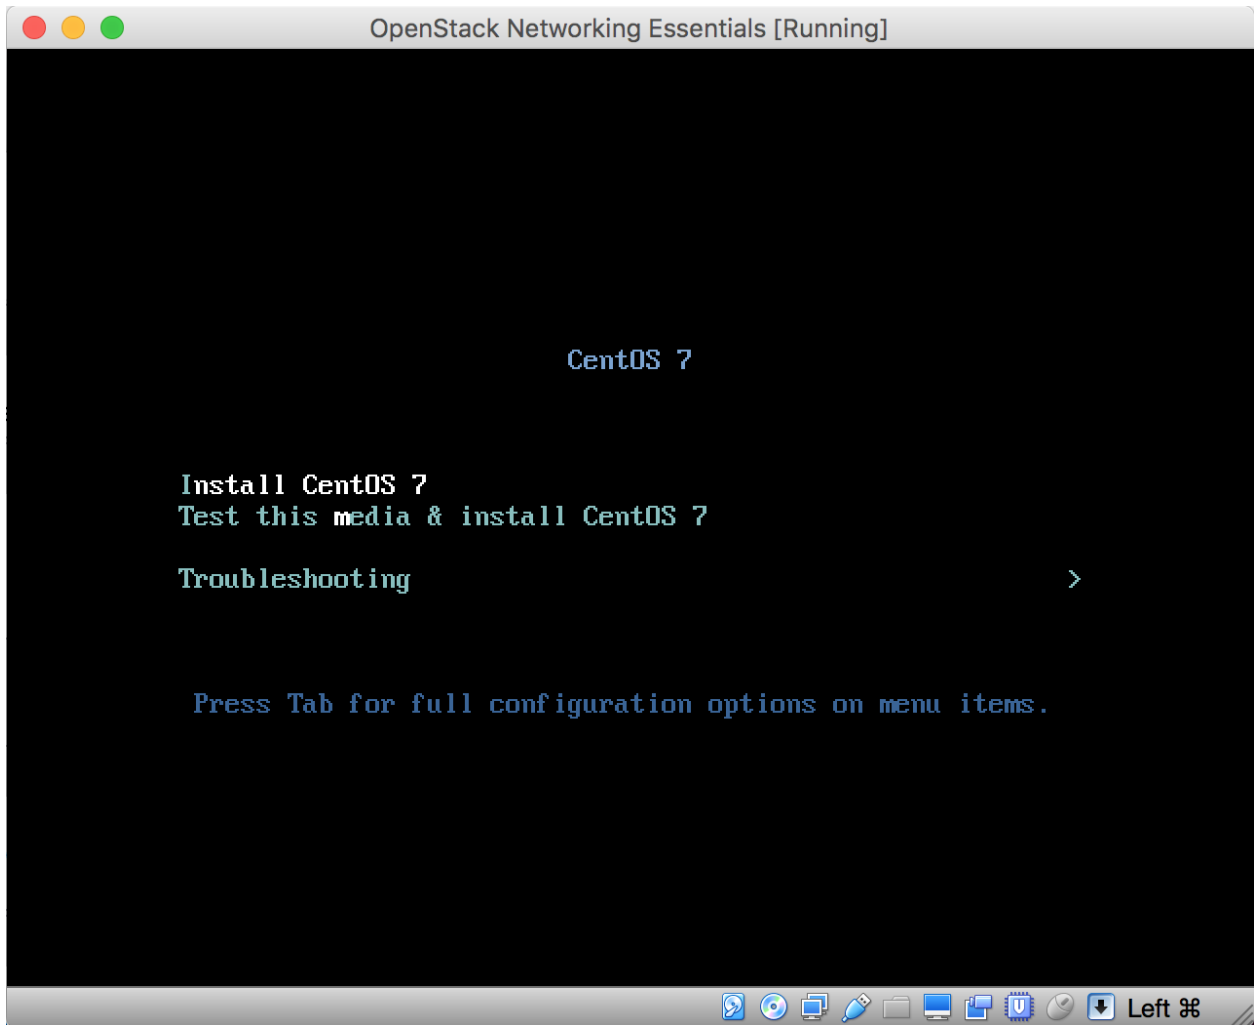 OpenStack Networking Essentials [Running]
CentOS 7
Install CentOS 7
Test this media & install CentOS 7
Troubleshooting >
Press Tab for full configuration options on menu items.
Left ⌘